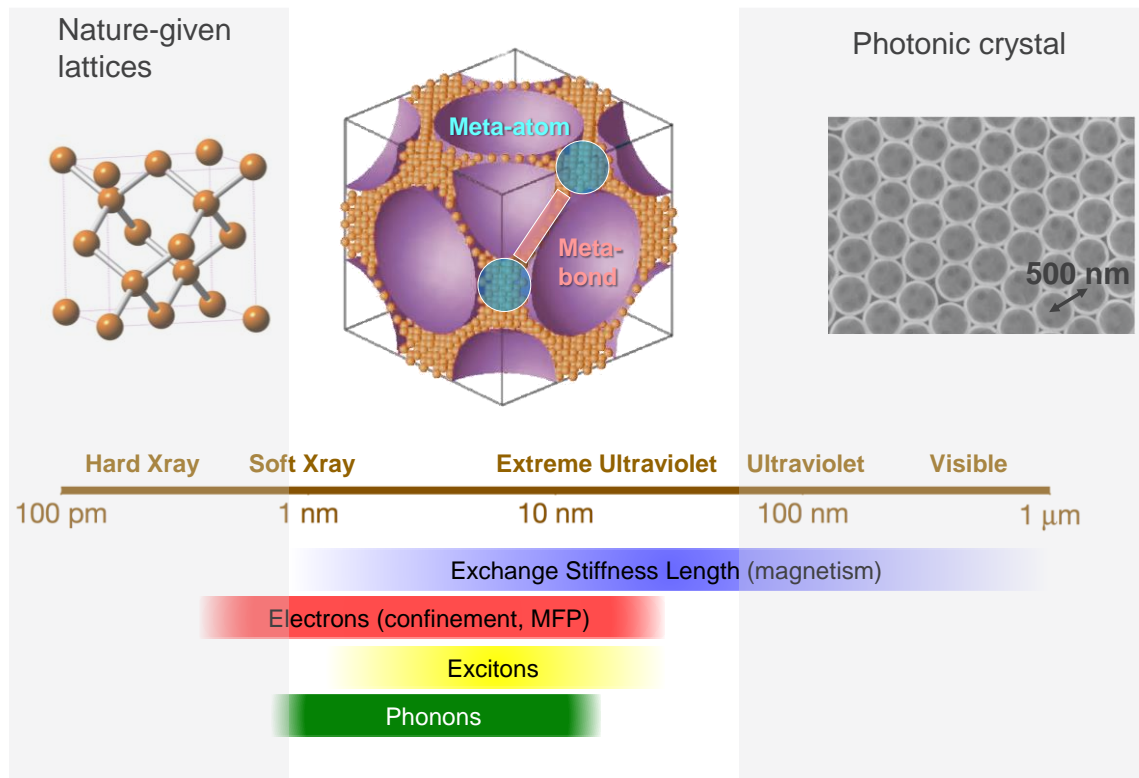 Nature-given
lattices
Photonic crystal
Meta-atom
Meta-
bond
500 nm
Hard Xray
Soft Xray
Extreme Ultraviolet
Ultraviolet
Visible
100 pm
1 nm
10 nm
100 nm
1 μm
Exchange Stiffness Length (magnetism)
Electrons (confinement, MFP)
Excitons
Phonons